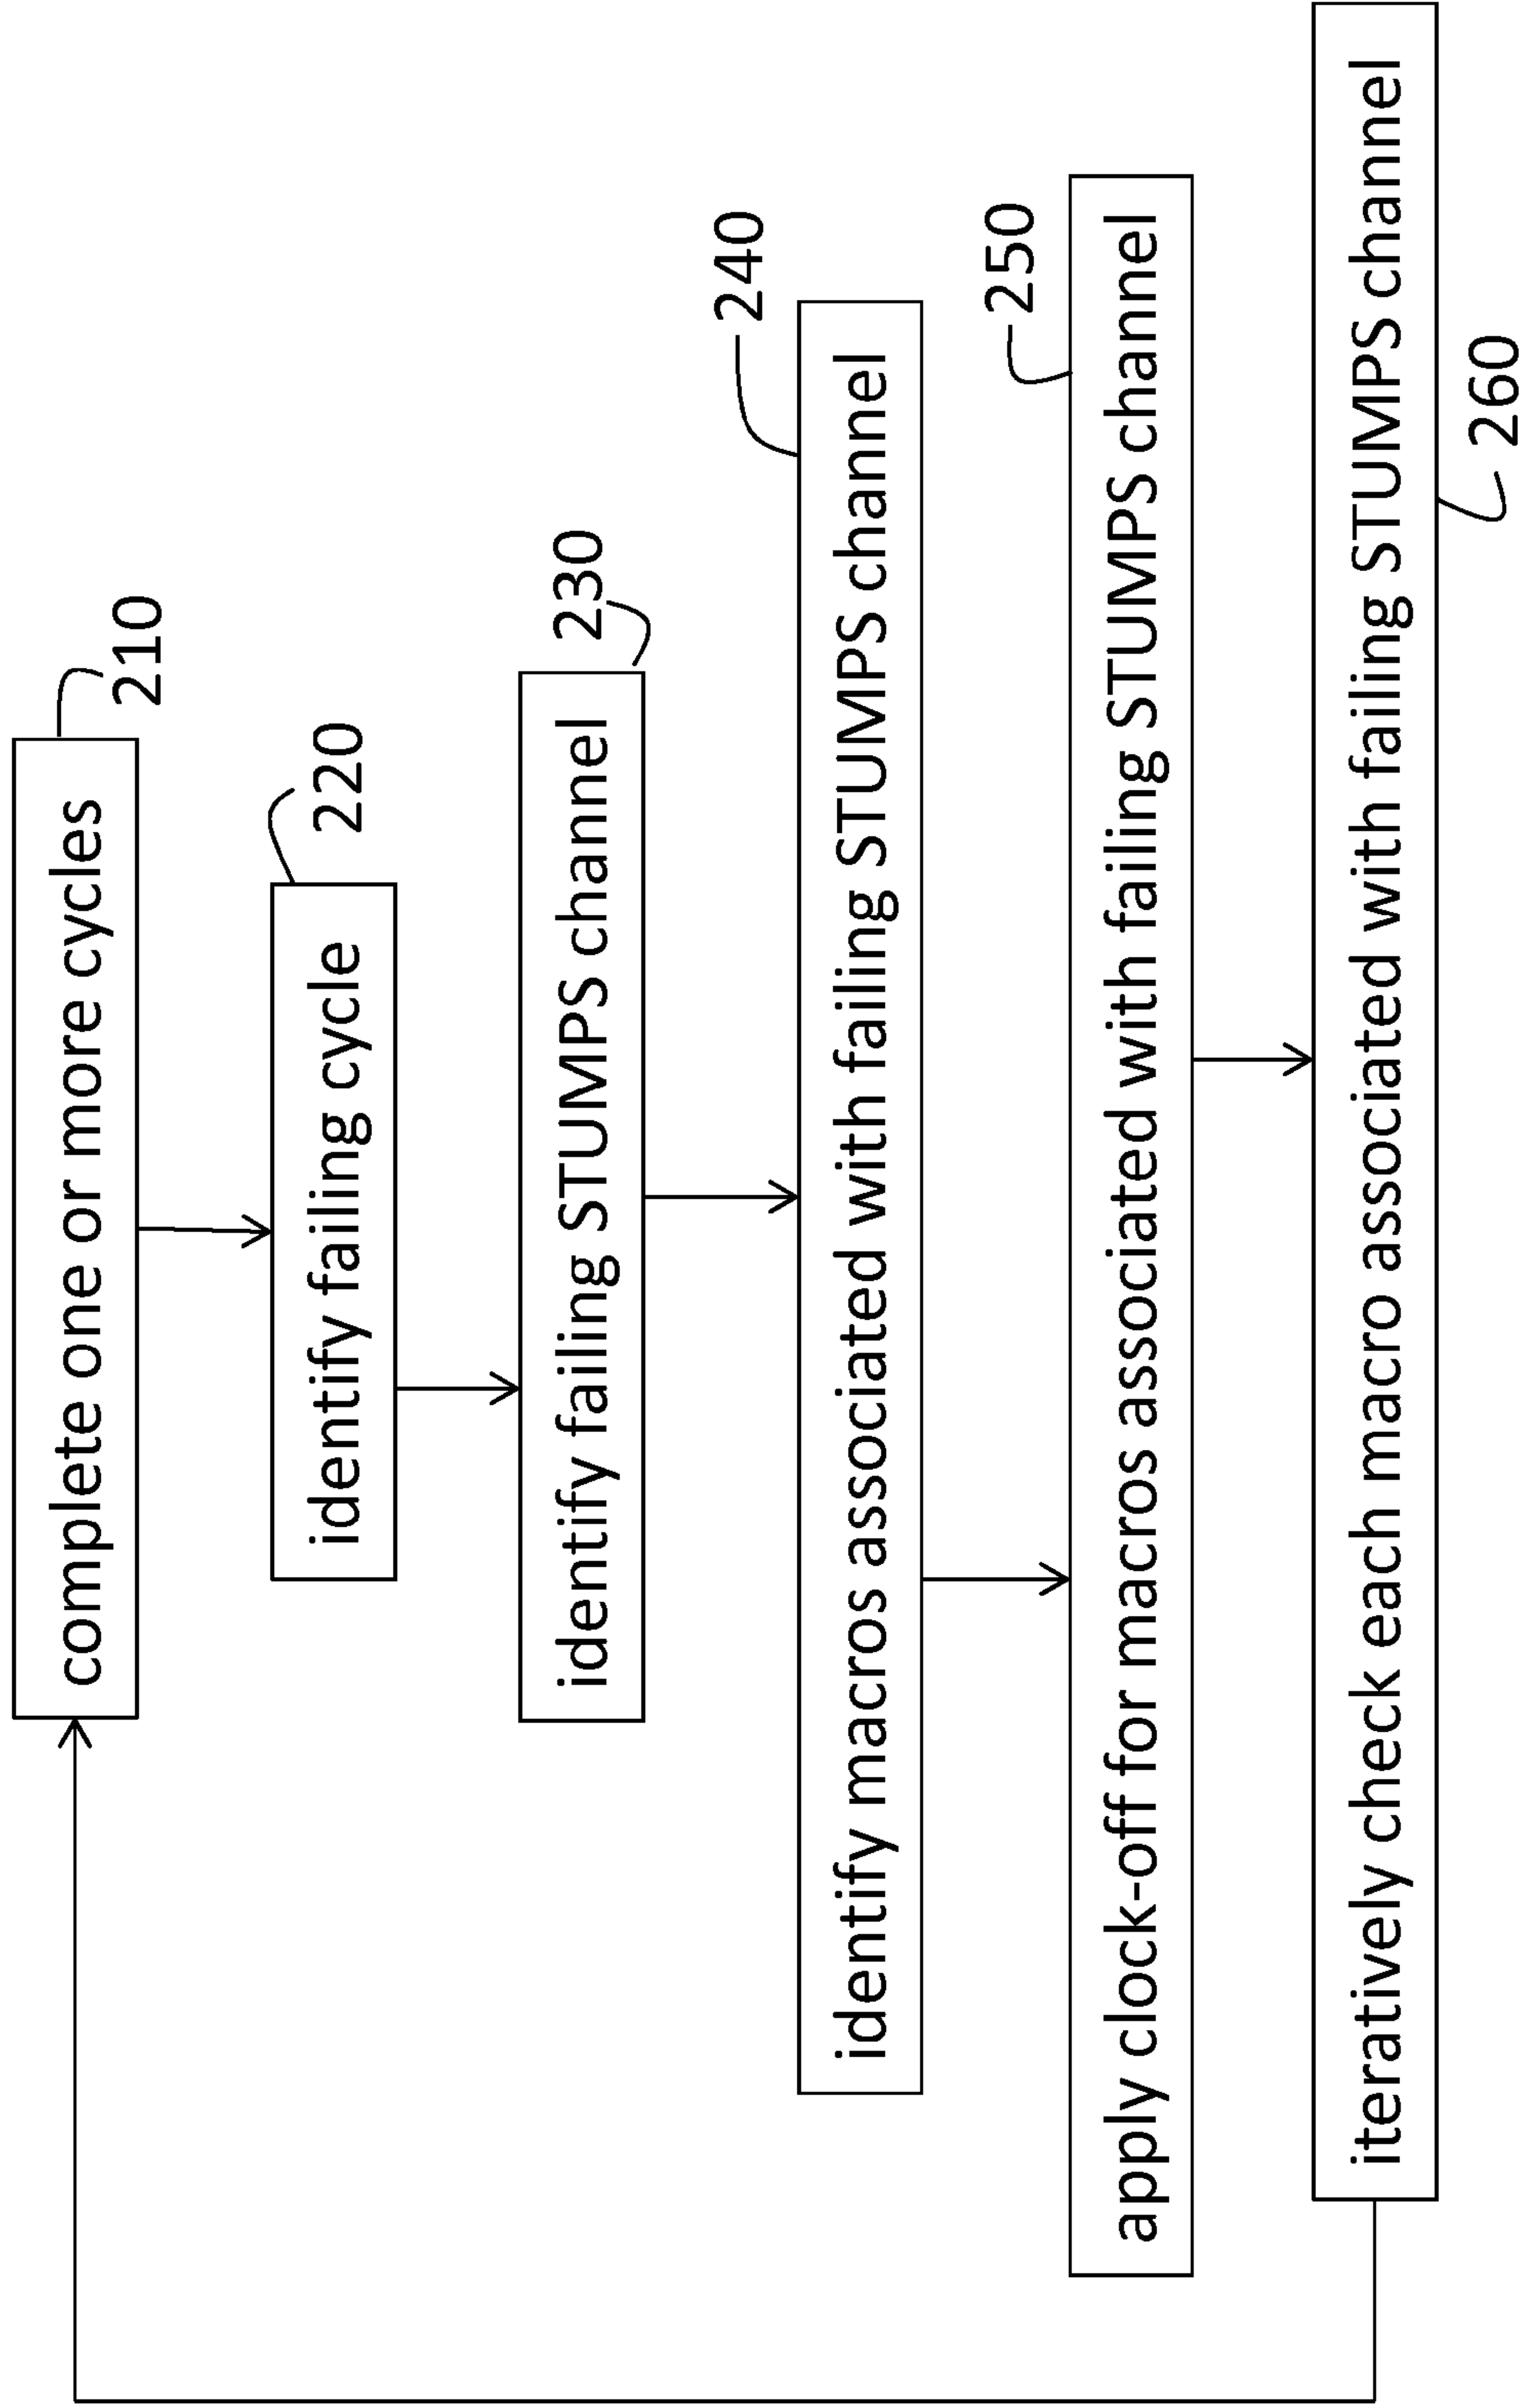 complete one or more cycles
210
identify failing cycle
220
identify failing STUMPS channel
230
identify macros associated with failing STUMPS channel
240
apply clock-off for macros associated with failing STUMPS channel
250
iteratively check each macro associated with failing STUMPS channel
260